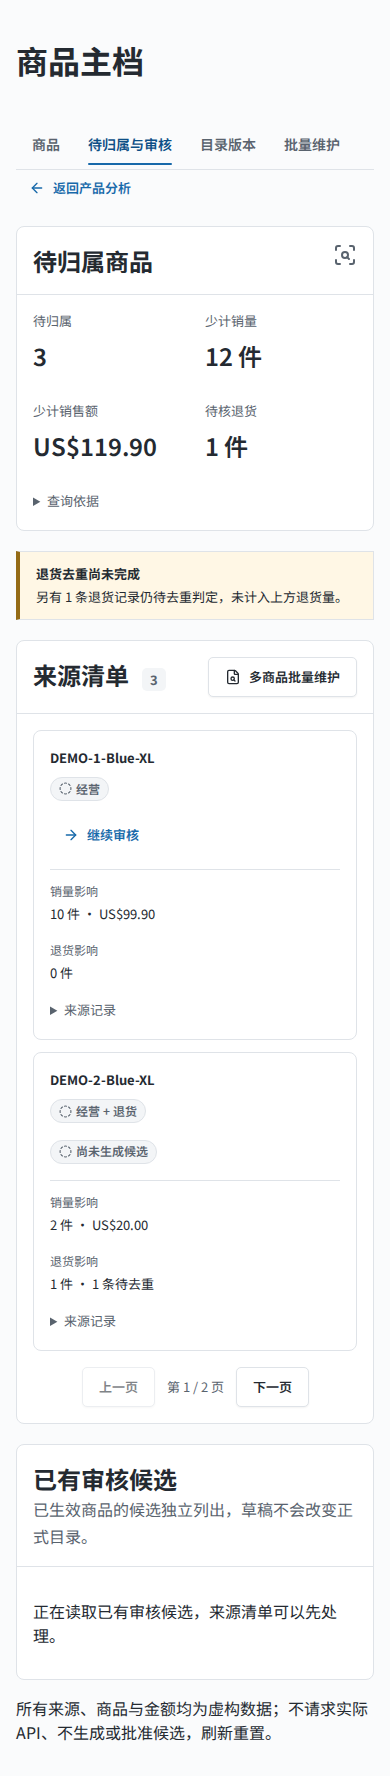 商品主档
商品 待归属与审核 目录版本 批量维护
返回产品分析
待归属商品
待归属 少计销量
3 12 件
少计销售额 待核退货
US$119.90 1 件
查询依据
退货去重尚未完成
另有 1 条退货记录仍待去重判定，未计入上方退货量。
来源清单 3 多商品批量维护
DEMO-1-Blue-XL
经营
继续审核
销量影响
10 件 · US$99.90
退货影响
0 件
来源记录
DEMO-2-Blue-XL
经营 + 退货
尚未生成候选
销量影响
2 件 · US$20.00
退货影响
1 件 · 1 条待去重
来源记录
上一页 第 1 / 2 页 下一页
已有审核候选
已生效商品的候选独立列出，草稿不会改变正
式目录。
正在读取已有审核候选，来源清单可以先处
理。
所有来源、商品与金额均为虚构数据；不请求实际
API、不生成或批准候选，刷新重置。